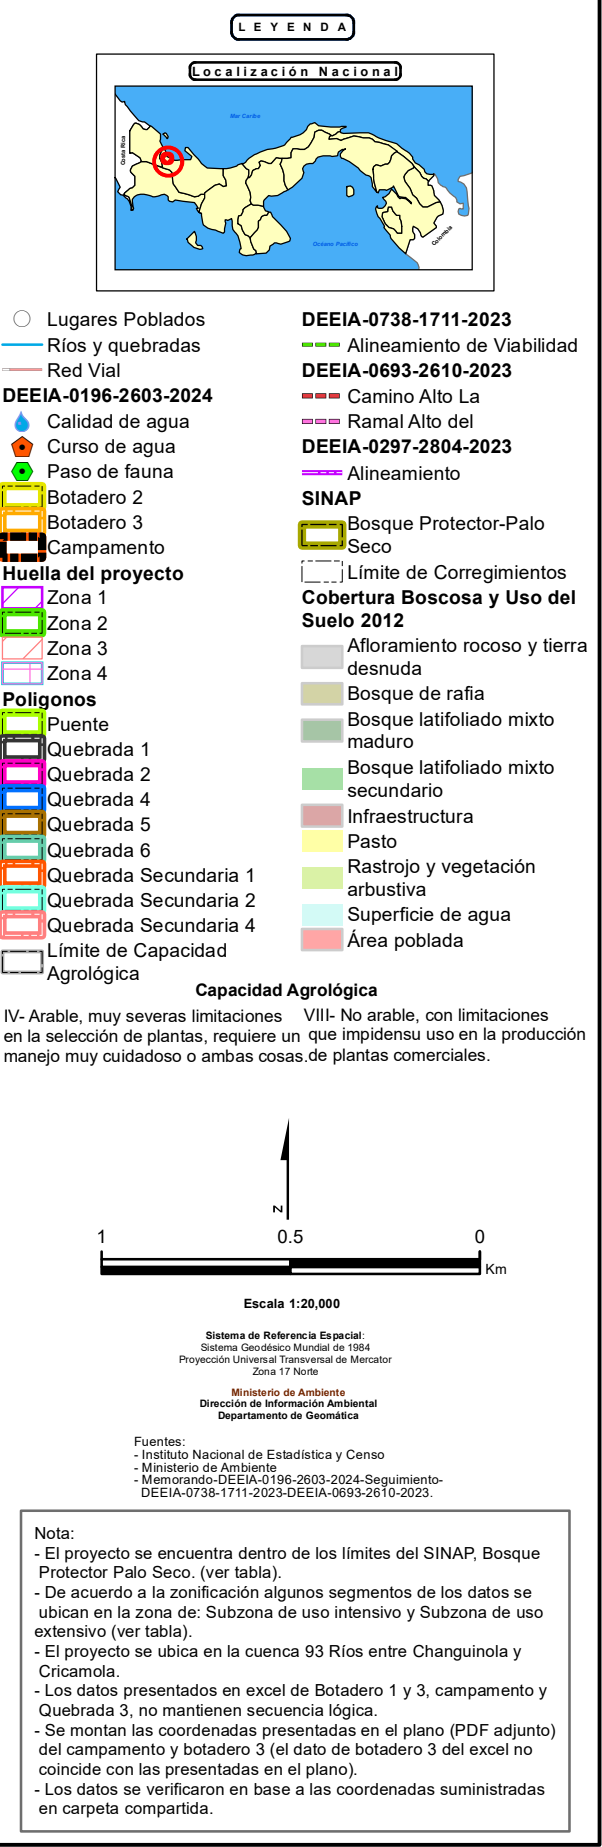 LEYENDA
Localización Nacional
Mar Caribe
Costa Rica
Océano Pacífico
Colombia
Lugares Poblados
Ríos y quebradas
Red Vial
DEEIA-0196-2603-2024
Calidad de agua
Curso de agua
Paso de fauna
Botadero 2
Botadero 3
Campamento
Huella del proyecto
Zona 1
Zona 2
Zona 3
Zona 4
Poligonos
Puente
Quebrada 1
Quebrada 2
Quebrada 4
Quebrada 5
Quebrada 6
Quebrada Secundaria 1
Quebrada Secundaria 2
Quebrada Secundaria 4
Límite de Capacidad
Agrológica
DEEIA-0738-1711-2023
Alineamiento de Viabilidad
DEEIA-0693-2610-2023
Camino Alto La
Ramal Alto del
DEEIA-0297-2804-2023
Alineamiento
SINAP
Bosque Protector-Palo
Seco
Límite de Corregimientos
Cobertura Boscosa y Uso del
Suelo 2012
Afloramiento rocoso y tierra
desnuda
Bosque de rafia
Bosque latifoliado mixto
maduro
Bosque latifoliado mixto
secundario
Infraestructura
Pasto
Rastrojo y vegetación
arbustiva
Superficie de agua
Área poblada
Capacidad Agrológica
IV- Arable, muy severas limitaciones
en la selección de plantas, requiere un
manejo muy cuidadoso o ambas cosas.
VIII- No arable, con limitaciones
que impidensu uso en la producción
de plantas comerciales.
N
1 0.5 0
Km
Escala 1:20,000
Sistema de Referencia Espacial:
Sistema Geodésico Mundial de 1984
Proyección Universal Transversal de Mercator
Zona 17 Norte
Ministerio de Ambiente
Dirección de Información Ambiental
Departamento de Geomática
Fuentes:
- Instituto Nacional de Estadística y Censo
- Ministerio de Ambiente
- Memorando-DEEIA-0196-2603-2024-Seguimiento-
DEEIA-0738-1711-2023-DEEIA-0693-2610-2023.
Nota:
- El proyecto se encuentra dentro de los límites del SINAP, Bosque
Protector Palo Seco. (ver tabla).
- De acuerdo a la zonificación algunos segmentos de los datos se
ubican en la zona de: Subzona de uso intensivo y Subzona de uso
extensivo (ver tabla).
- El proyecto se ubica en la cuenca 93 Ríos entre Changuinola y
Cricamola.
- Los datos presentados en excel de Botadero 1 y 3, campamento y
Quebrada 3, no mantienen secuencia lógica.
- Se montan las coordenadas presentadas en el plano (PDF adjunto)
del campamento y botadero 3 (el dato de botadero 3 del excel no
coincide con las presentadas en el plano).
- Los datos se verificaron en base a las coordenadas suministradas
en carpeta compartida.